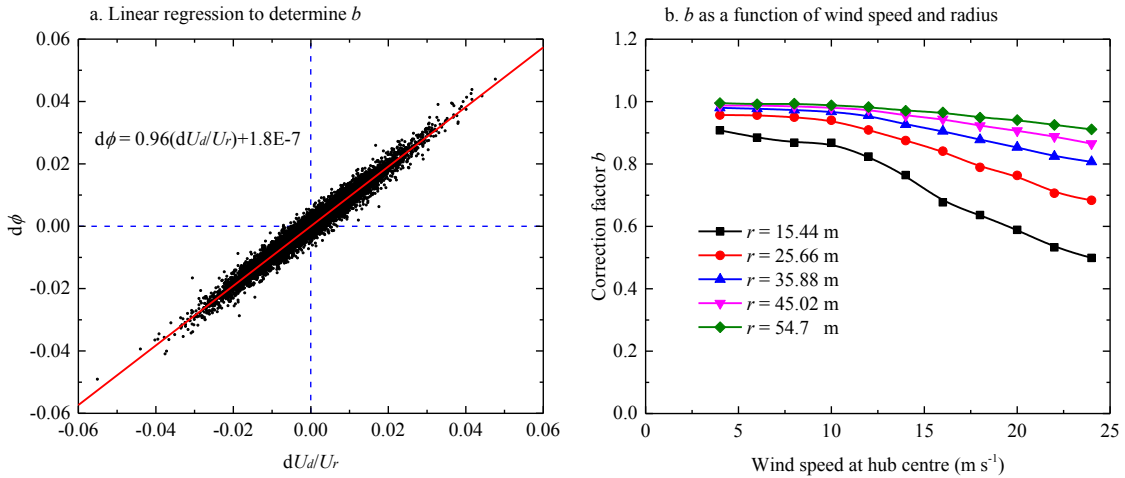 a. Linear regression to determine b
0.06
0.04
0.02
0.00
-0.02
-0.04
-0.06
dϕ
dϕ = 0.96(dUd/Ur)+1.8E-7
-0.06 -0.04 -0.02 0.00 0.02 0.04 0.06
dUd/Ur
b. b as a function of wind speed and radius
1.2
1.0
0.8
0.6
0.4
0.2
0.0
Correction factor b
r = 15.44 m
r = 25.66 m
r = 35.88 m
r = 45.02 m
r = 54.7 m
0 5 10 15 20 25
Wind speed at hub centre (m s⁻¹)